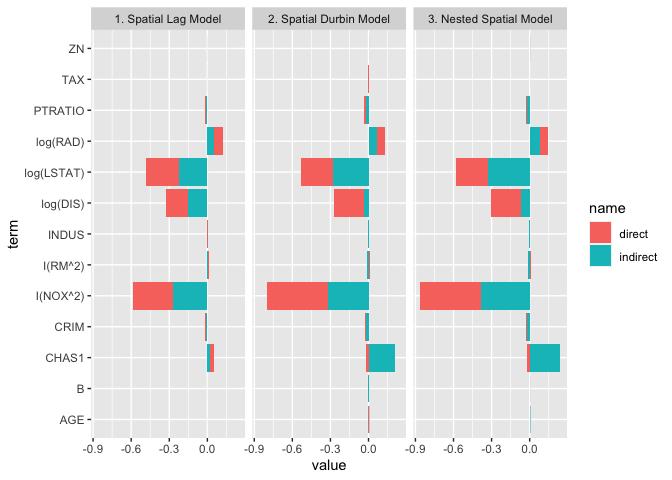 1. Spatial Lag Model 2. Spatial Durbin Model 3. Nested Spatial Model
ZN
TAX
PTRATIO
log(RAD)
log(LSTAT)
log(DIS)
INDUS
I(RM^2)
I(NOX^2)
CRIM
CHAS1
B
AGE
term
-0.9 -0.6 -0.3 0.0 -0.9 -0.6 -0.3 0.0 -0.9 -0.6 -0.3 0.0
value
name
direct
indirect